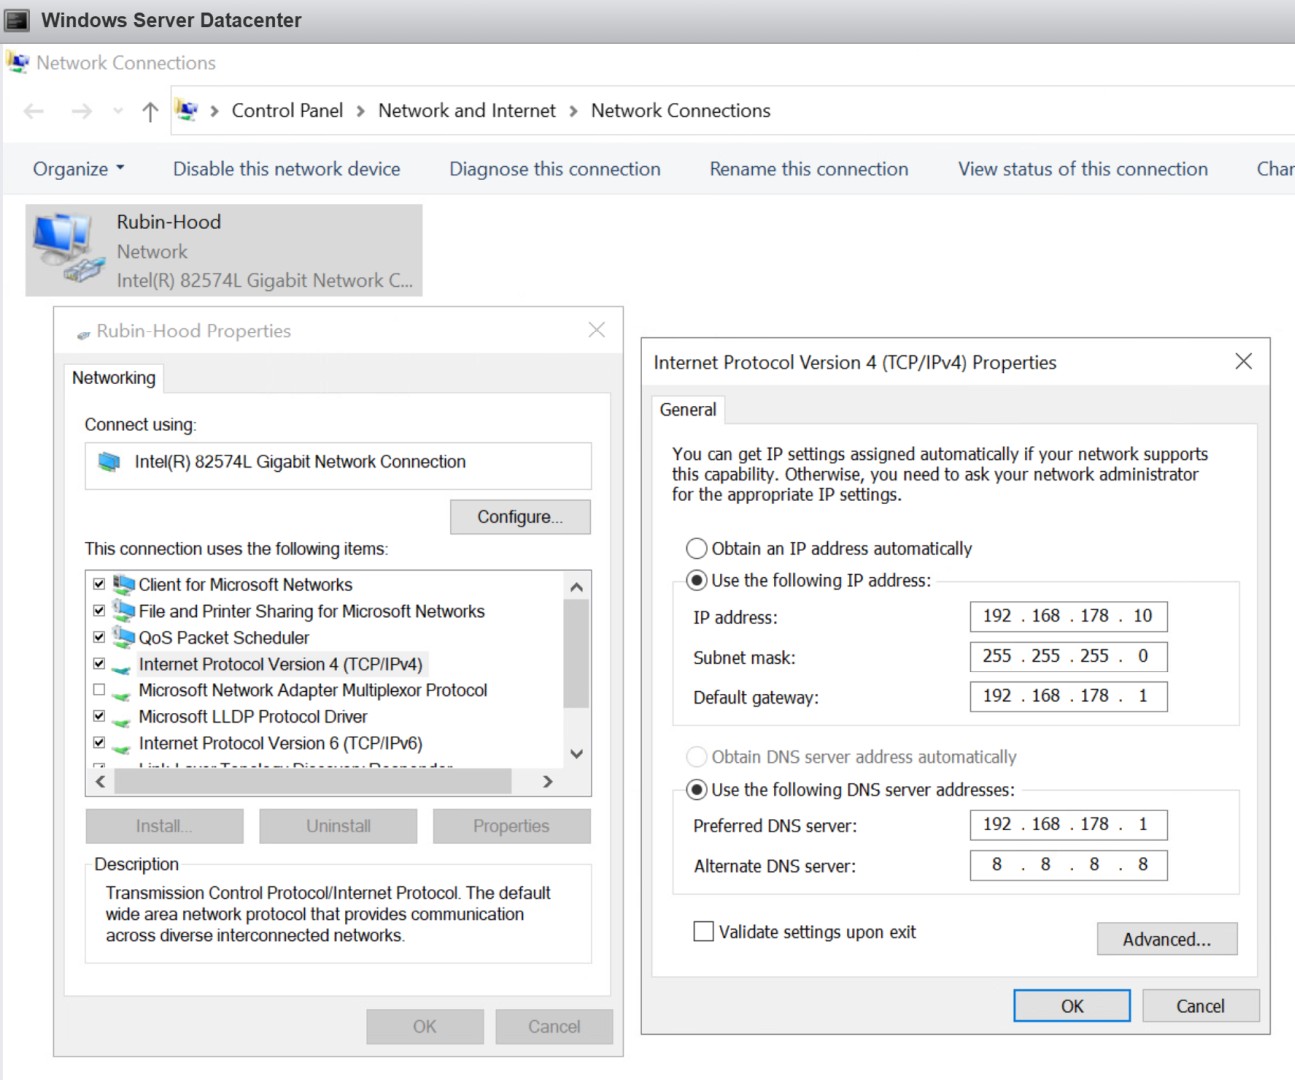 Windows Server Datacenter
Network Connections
Control Panel > Network and Internet > Network Connections
Organize Disable this network device Diagnose this connection Rename this connection View status of this connection Char
Rubin-Hood
Network
Intel(R) 82574L Gigabit Network C...
Rubin-Hood Properties
Networking
Connect using:
Intel(R) 82574L Gigabit Network Connection
Configure...
This connection uses the following items:
Client for Microsoft Networks
File and Printer Sharing for Microsoft Networks
QoS Packet Scheduler
Internet Protocol Version 4 (TCP/IPv4)
Microsoft Network Adapter Multiplexor Protocol
Microsoft LLDP Protocol Driver
Internet Protocol Version 6 (TCP/IPv6)
Link-Layer Topology Discovery Responder
Install... Uninstall Properties
Description
Transmission Control Protocol/Internet Protocol. The default
wide area network protocol that provides communication
across diverse interconnected networks.
OK Cancel
Internet Protocol Version 4 (TCP/IPv4) Properties
General
You can get IP settings assigned automatically if your network supports
this capability. Otherwise, you need to ask your network administrator
for the appropriate IP settings.
Obtain an IP address automatically
Use the following IP address:
IP address: 192 . 168 . 178 . 10
Subnet mask: 255 . 255 . 255 . 0
Default gateway: 192 . 168 . 178 . 1
Obtain DNS server address automatically
Use the following DNS server addresses:
Preferred DNS server: 192 . 168 . 178 . 1
Alternate DNS server: 8 . 8 . 8 . 8
Validate settings upon exit
Advanced...
OK Cancel